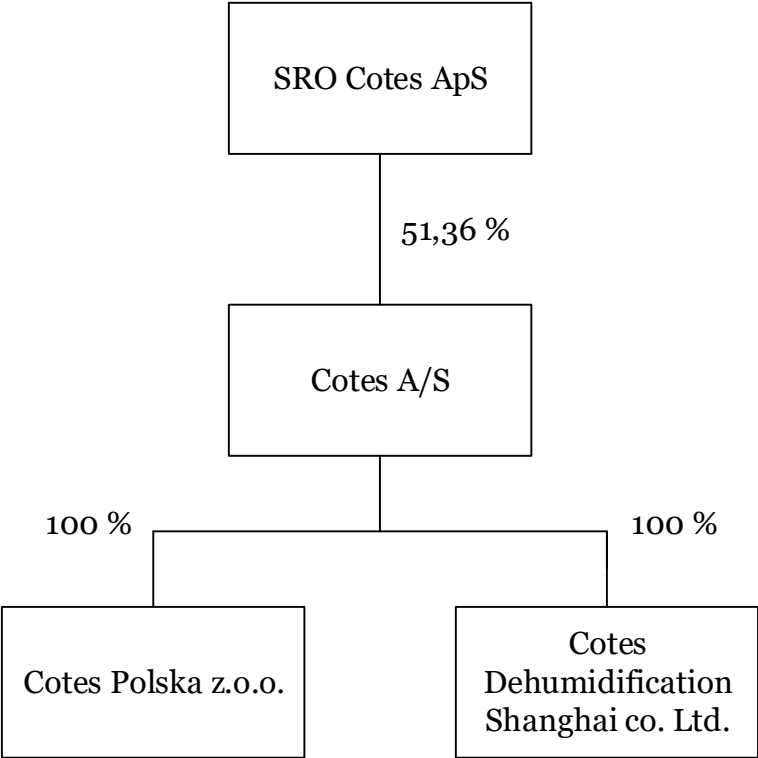 SRO Cotes ApS
51,36 %
Cotes A/S
100 %
100 %
Cotes Polska z.o.o.
Cotes
Dehumidification
Shanghai co. Ltd.